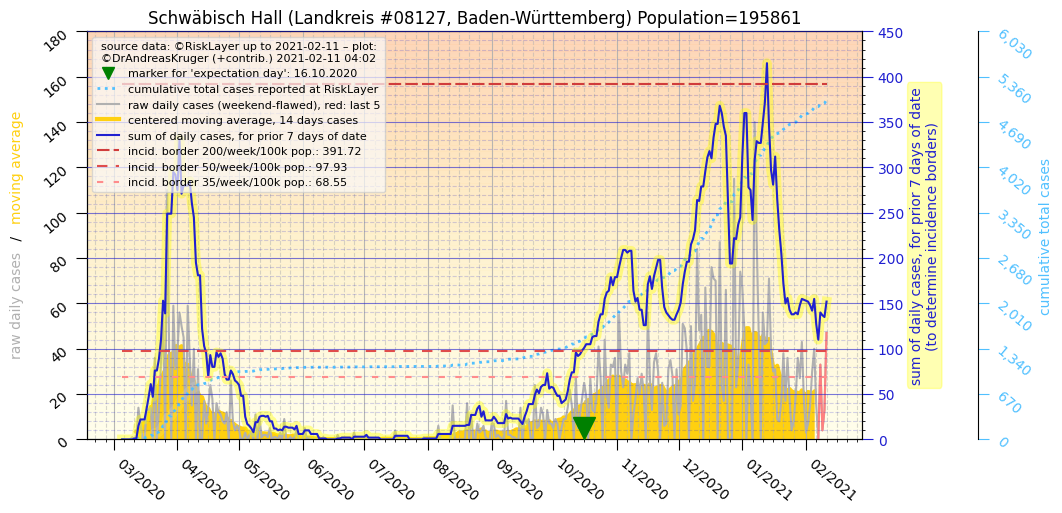 Schwäbisch Hall (Landkreis #08127, Baden-Württemberg) Population=195861
source data: ©RiskLayer up to 2021-02-11 – plot:
©DrAndreasKruger (+contrib.) 2021-02-11 04:02
marker for 'expectation day': 16.10.2020
cumulative total cases reported at RiskLayer
raw daily cases (weekend-flawed), red: last 5
centered moving average, 14 days cases
sum of daily cases, for prior 7 days of date
incid. border 200/week/100k pop.: 391.72
incid. border 50/week/100k pop.: 97.93
incid. border 35/week/100k pop.: 68.55
raw daily cases / moving average
180
160
140
120
100
80
60
40
20
0
03/2020
04/2020
05/2020
06/2020
07/2020
08/2020
09/2020
10/2020
11/2020
12/2020
01/2021
02/2021
450
400
350
300
250
200
150
100
50
0
sum of daily cases, for prior 7 days of date
(to determine incidence borders)
6,030
5,360
4,690
4,020
3,350
2,680
2,010
1,340
670
0
cumulative total cases